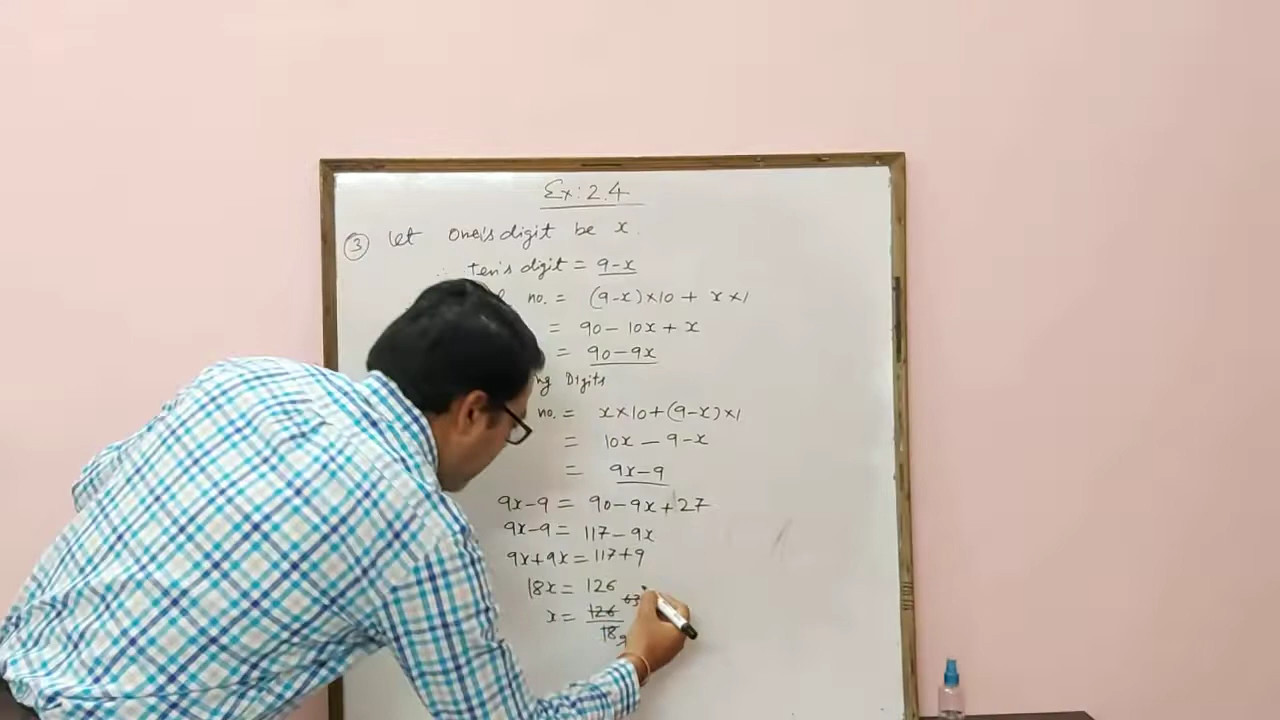 Ex: 2.4
③ Let one's digit be x.
∴ ten's digit = 9-x
no. = (9-x)×10 + x×1
= 90 - 10x + x
= 90 - 9x
Digits
no. = x×10+(9-x)×1
= 10x - 9-x
= 9x-9
9x-9 = 90-9x+27
9x-9 = 117-9x
9x+9x = 117+9
18x = 126
x = 126 63
18 9